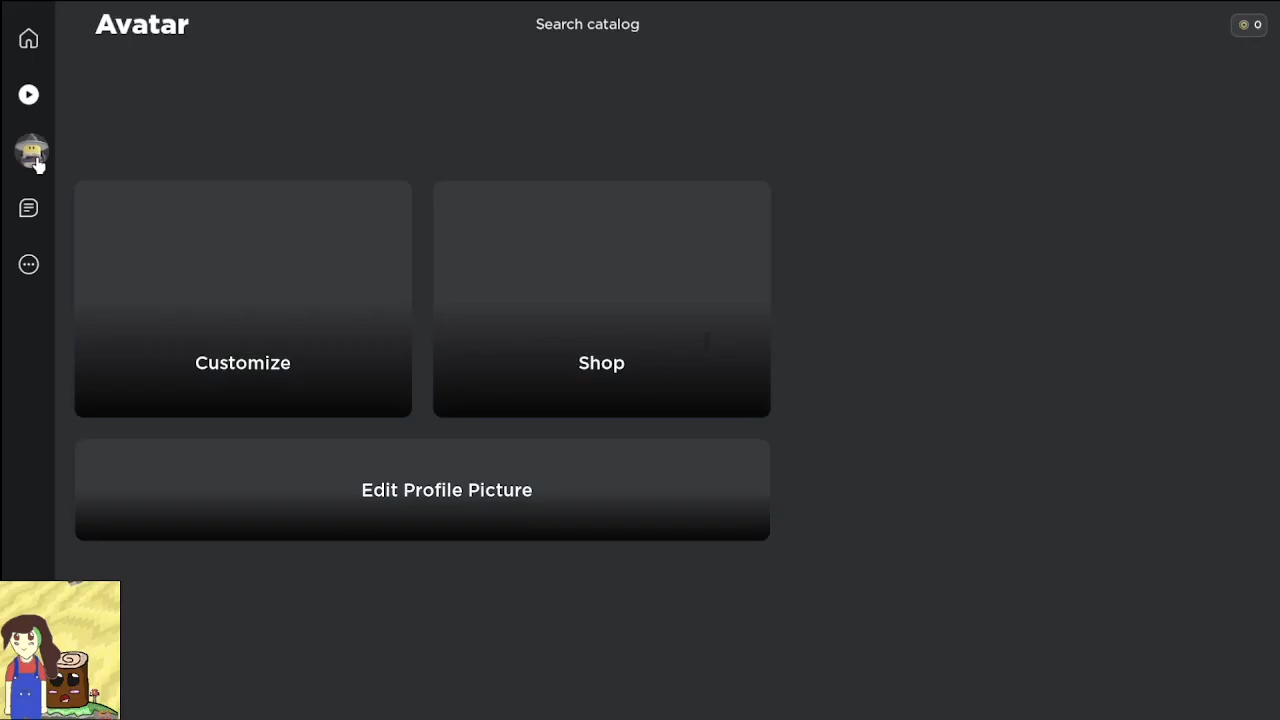 Avatar
Search catalog
0
Customize
Shop
Edit Profile Picture